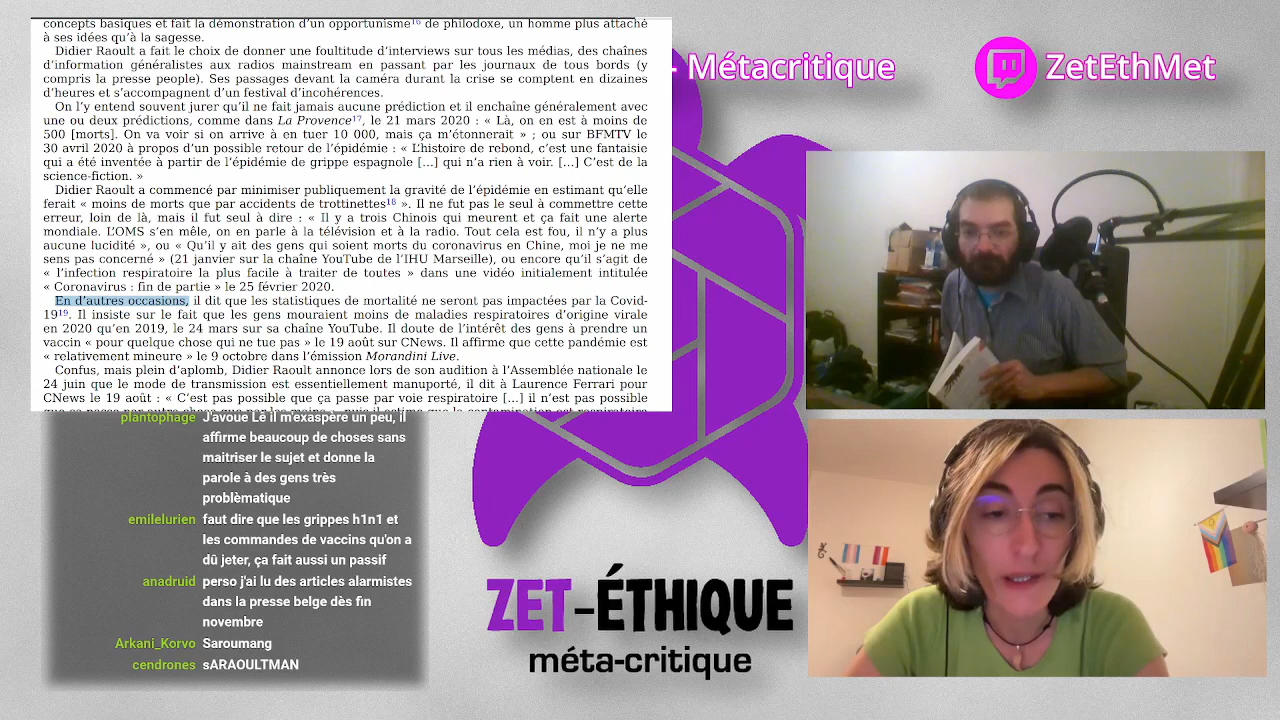 concepts basiques et fait la démonstration d’un opportunisme16 de philodoxe, un homme plus attaché
à ses idées qu’à la sagesse.
Didier Raoult a fait le choix de donner une foultitude d’interviews sur tous les médias, des chaînes
d’information généralistes aux radios mainstream en passant par les journaux de tous bords (y
compris la presse people). Ses passages devant la caméra durant la crise se comptent en dizaines
d’heures et s’accompagnent d’un festival d’incohérences.
On l’y entend souvent jurer qu’il ne fait jamais aucune prédiction et il enchaîne généralement avec
une ou deux prédictions, comme dans La Provence17, le 21 mars 2020 : « Là, on en est à moins de
500 [morts]. On va voir si on arrive à en tuer 10 000, mais ça m’étonnerait » ; ou sur BFMTV le
30 avril 2020 à propos d’un possible retour de l’épidémie : « L’histoire de rebond, c’est une fantaisie
qui a été inventée à partir de l’épidémie de grippe espagnole […] qui n’a rien à voir. […] C’est de la
science-fiction. »
Didier Raoult a commencé par minimiser publiquement la gravité de l’épidémie en estimant qu’elle
ferait « moins de morts que par accidents de trottinettes18 ». Il ne fut pas le seul à commettre cette
erreur, loin de là, mais il fut seul à dire : « Il y a trois Chinois qui meurent et ça fait une alerte
mondiale. L’OMS s’en mêle, on en parle à la télévision et à la radio. Tout cela est fou, il n’y a plus
aucune lucidité », ou « Qu’il y ait des gens qui soient morts du coronavirus en Chine, moi je ne me
sens pas concerné » (21 janvier sur la chaîne YouTube de l’IHU Marseille), ou encore qu’il s’agit de
« l’infection respiratoire la plus facile à traiter de toutes » dans une vidéo initialement intitulée
« Coronavirus : fin de partie » le 25 février 2020.
En d’autres occasions, il dit que les statistiques de mortalité ne seront pas impactées par la Covid-
1919. Il insiste sur le fait que les gens mouraient moins de maladies respiratoires d’origine virale
en 2020 qu’en 2019, le 24 mars sur sa chaîne YouTube. Il doute de l’intérêt des gens à prendre un
vaccin « pour quelque chose qui ne tue pas » le 19 août sur CNews. Il affirme que cette pandémie est
« relativement mineure » le 9 octobre dans l’émission Morandini Live.
Confus, mais plein d’aplomb, Didier Raoult annonce lors de son audition à l’Assemblée nationale le
24 juin que le mode de transmission est essentiellement manuporté, il dit à Laurence Ferrari pour
CNews le 19 août : « C’est pas possible que ça passe par voie respiratoire […] il n’est pas possible
- Métacritique
ZetEthMet
plantophage J'avoue Lê il m'exaspère un peu, il
affirme beaucoup de choses sans
maitriser le sujet et donne la
parole à des gens très
problèmatique
emilelurien faut dire que les grippes h1n1 et
les commandes de vaccins qu'on a
dû jeter, ça fait aussi un passif
anadruid perso j'ai lu des articles alarmistes
dans la presse belge dès fin
novembre
Arkani_Korvo Saroumang
cendrones sARAOULTMAN
ZET-ÉTHIQUE
méta-critique